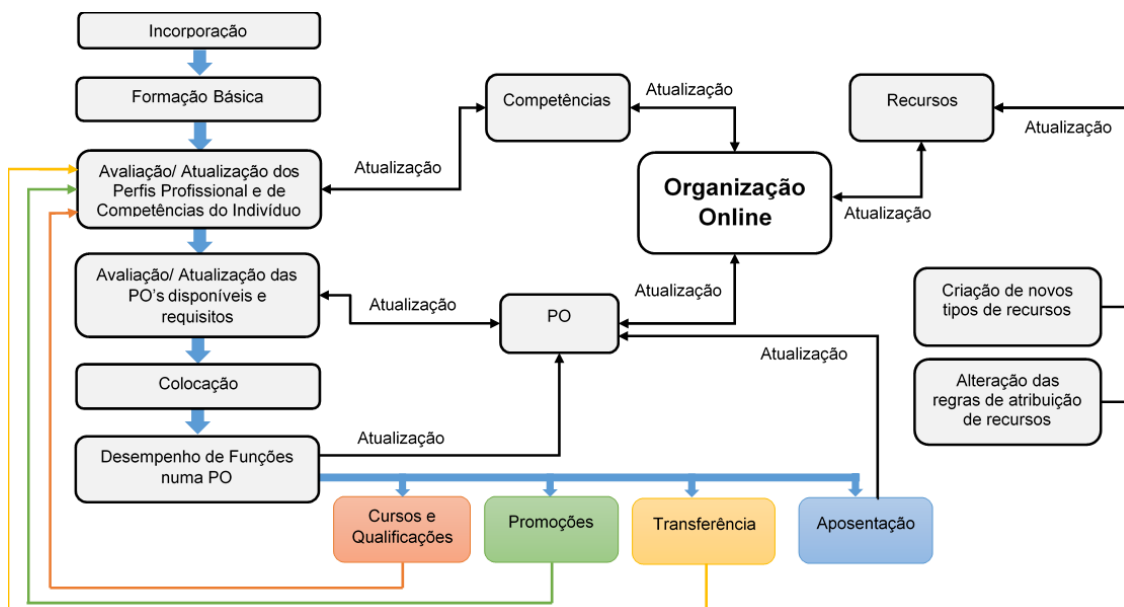 Incorporação
Formação Básica
Avaliação/ Atualização dos
Perfis Profissional e de
Competências do Indivíduo
Avaliação/ Atualização das
PO's disponíveis e
requisitos
Colocação
Desempenho de Funções
numa PO
Atualização
Competências
Atualização
Recursos
Atualização
Organização
Online
Atualização
Atualização
PO
Atualização
Atualização
Atualização
Criação de novos
tipos de recursos
Alteração das
regras de atribuição
de recursos
Cursos e
Qualificações
Promoções
Transferência
Aposentação